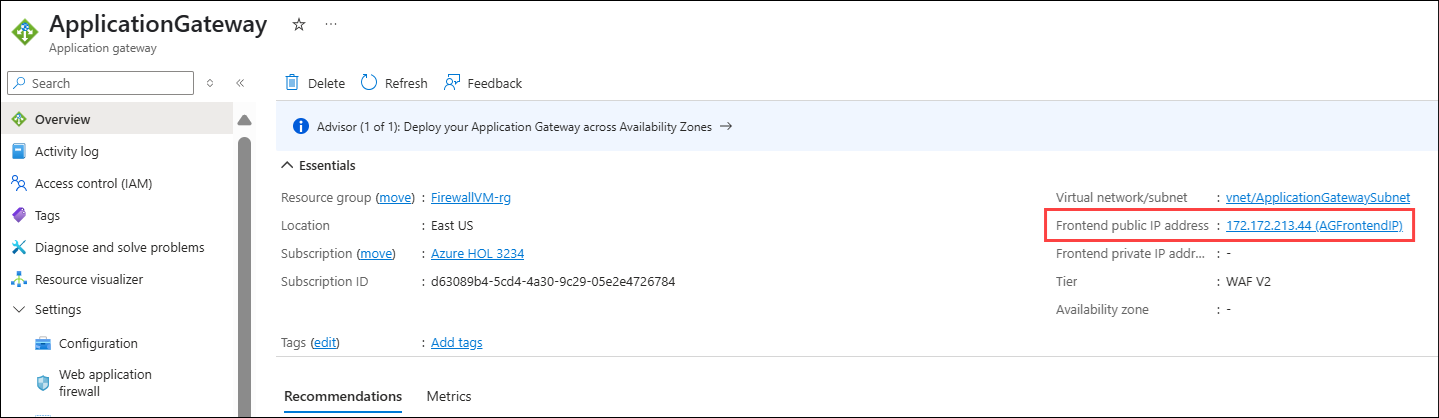 ApplicationGateway
Application gateway
Search
Overview
Activity log
Access control (IAM)
Tags
Diagnose and solve problems
Resource visualizer
Settings
Configuration
Web application
firewall
Delete Refresh Feedback
Advisor (1 of 1): Deploy your Application Gateway across Availability Zones →
Essentials
Resource group (move) : FirewallVM-rg
Location : East US
Subscription (move) : Azure HOL 3234
Subscription ID : d63089b4-5cd4-4a30-9c29-05e2e4726784
Virtual network/subnet : vnet/ApplicationGatewaySubnet
Frontend public IP address : 172.172.213.44 (AGFrontendIP)
Frontend private IP addr... : -
Tier : WAF V2
Availability zone : -
Tags (edit) : Add tags
Recommendations Metrics